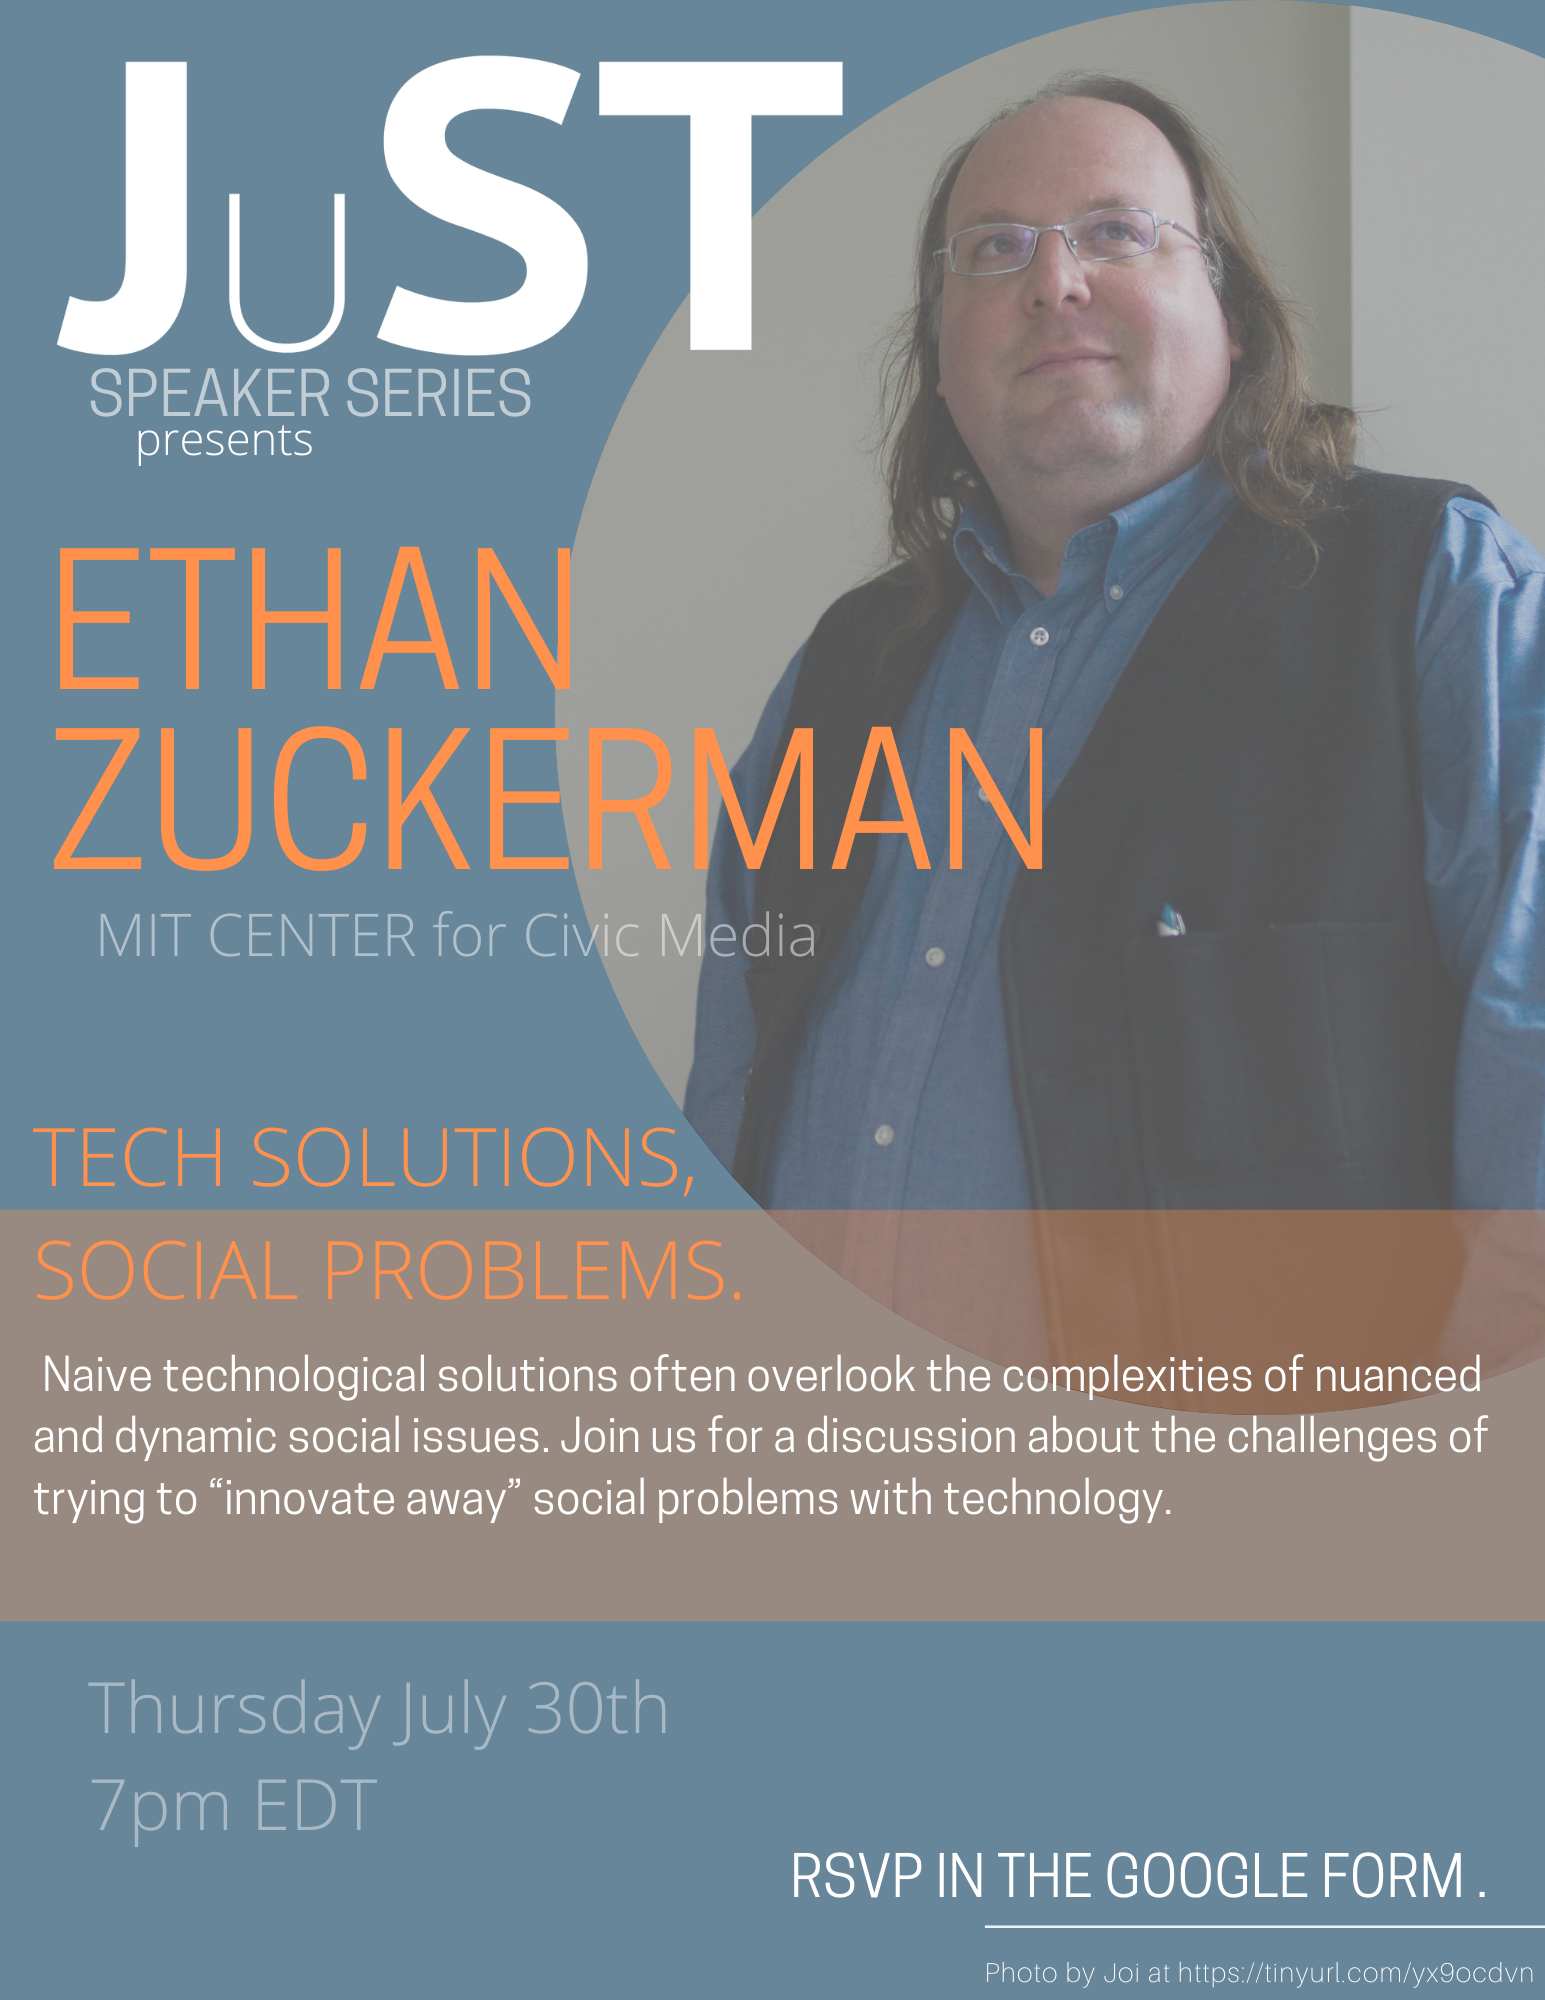 JuST
SPEAKER SERIES
presents
ETHAN
ZUCKERMAN
MIT CENTER for Civic Media
TECH SOLUTIONS,
SOCIAL PROBLEMS.
Naive technological solutions often overlook the complexities of nuanced
and dynamic social issues. Join us for a discussion about the challenges of
trying to “innovate away” social problems with technology.
Thursday July 30th
7pm EDT
RSVP IN THE GOOGLE FORM .
Photo by Joi at https://tinyurl.com/yx9ocdvn